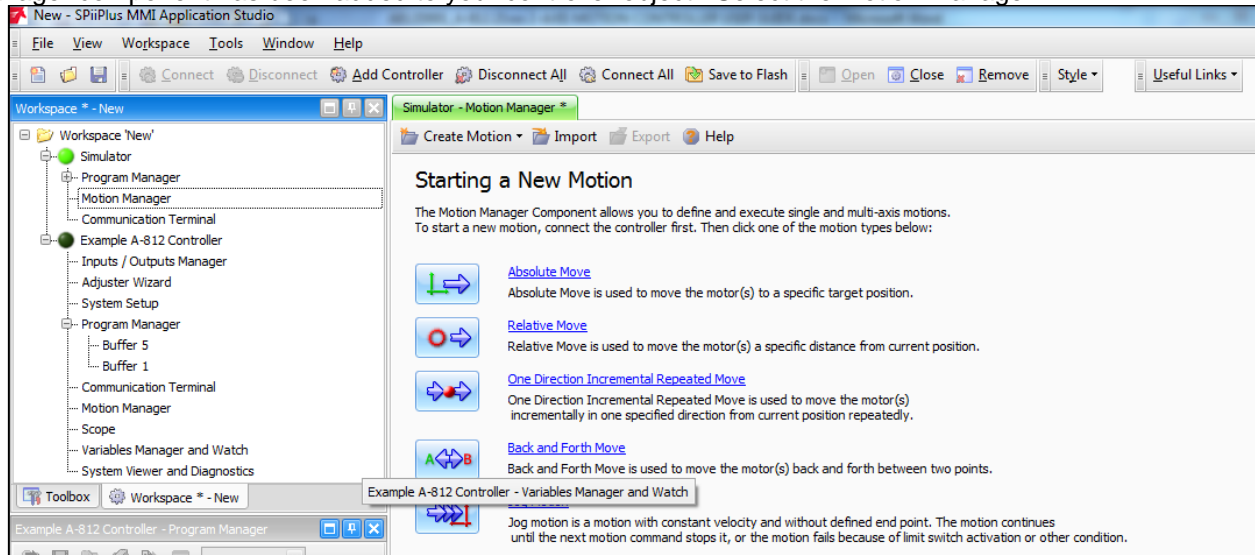 New - SPiiPlus MMI Application Studio
File View Workspace Tools Window Help
Connect Disconnect Add Controller Disconnect All Connect All Save to Flash Open Close Remove Style Useful Links
Workspace * - New
Workspace 'New'
Simulator
Program Manager
Motion Manager
Communication Terminal
Example A-812 Controller
Inputs / Outputs Manager
Adjuster Wizard
System Setup
Program Manager
Buffer 5
Buffer 1
Communication Terminal
Motion Manager
Scope
Variables Manager and Watch
System Viewer and Diagnostics
Toolbox Workspace * - New
Example A-812 Controller - Program Manager
Simulator - Motion Manager *
Create Motion Import Export Help
Starting a New Motion
The Motion Manager Component allows you to define and execute single and multi-axis motions.
To start a new motion, connect the controller first. Then click one of the motion types below:
Absolute Move
Absolute Move is used to move the motor(s) to a specific target position.
Relative Move
Relative Move is used to move the motor(s) a specific distance from current position.
One Direction Incremental Repeated Move
One Direction Incremental Repeated Move is used to move the motor(s)
incrementally in one specified direction from current position repeatedly.
Back and Forth Move
A B
Back and Forth Move is used to move the motor(s) back and forth between two points.
Example A-812 Controller - Variables Manager and Watch
Jog motion is a motion with constant velocity and without defined end point. The motion continues
until the next motion command stops it, or the motion fails because of limit switch activation or other condition.